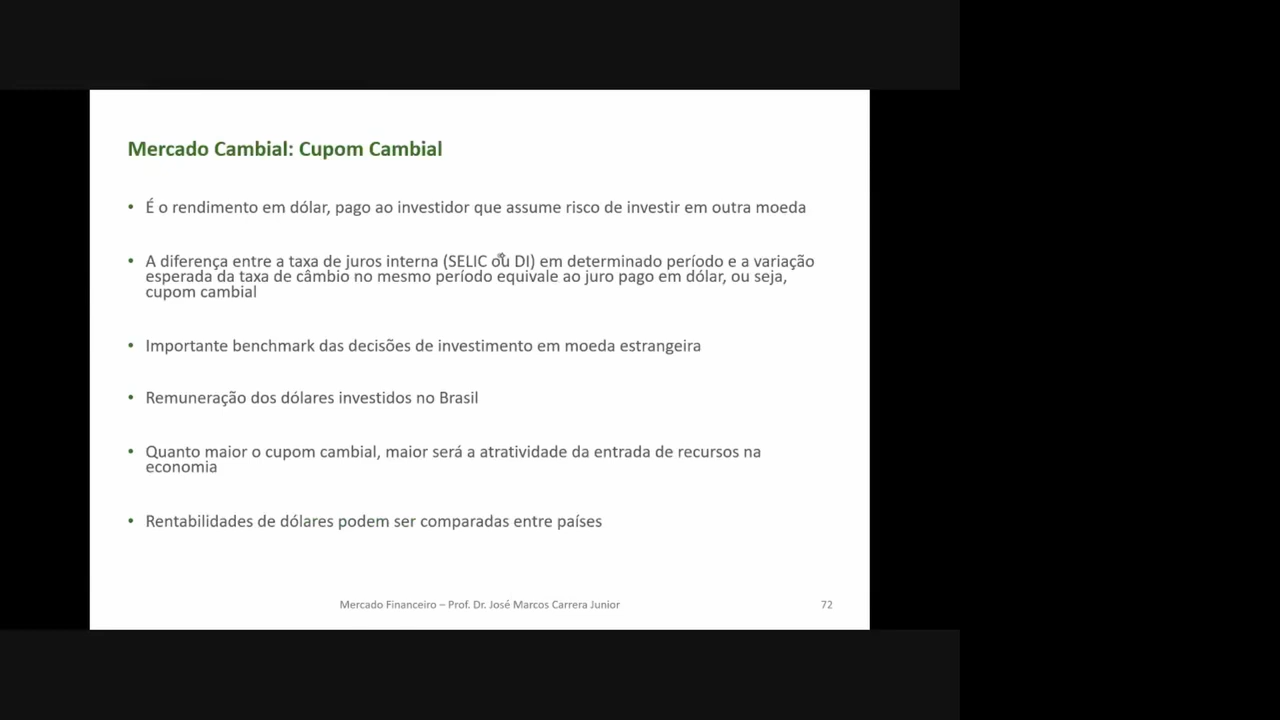 Mercado Cambial: Cupom Cambial
• É o rendimento em dólar, pago ao investidor que assume risco de investir em outra moeda
• A diferença entre a taxa de juros interna (SELIC ou DI) em determinado período e a variação
esperada da taxa de câmbio no mesmo período equivale ao juro pago em dólar, ou seja,
cupom cambial
• Importante benchmark das decisões de investimento em moeda estrangeira
• Remuneração dos dólares investidos no Brasil
• Quanto maior o cupom cambial, maior será a atratividade da entrada de recursos na
economia
• Rentabilidades de dólares podem ser comparadas entre países
Mercado Financeiro – Prof. Dr. José Marcos Carrera Junior 72